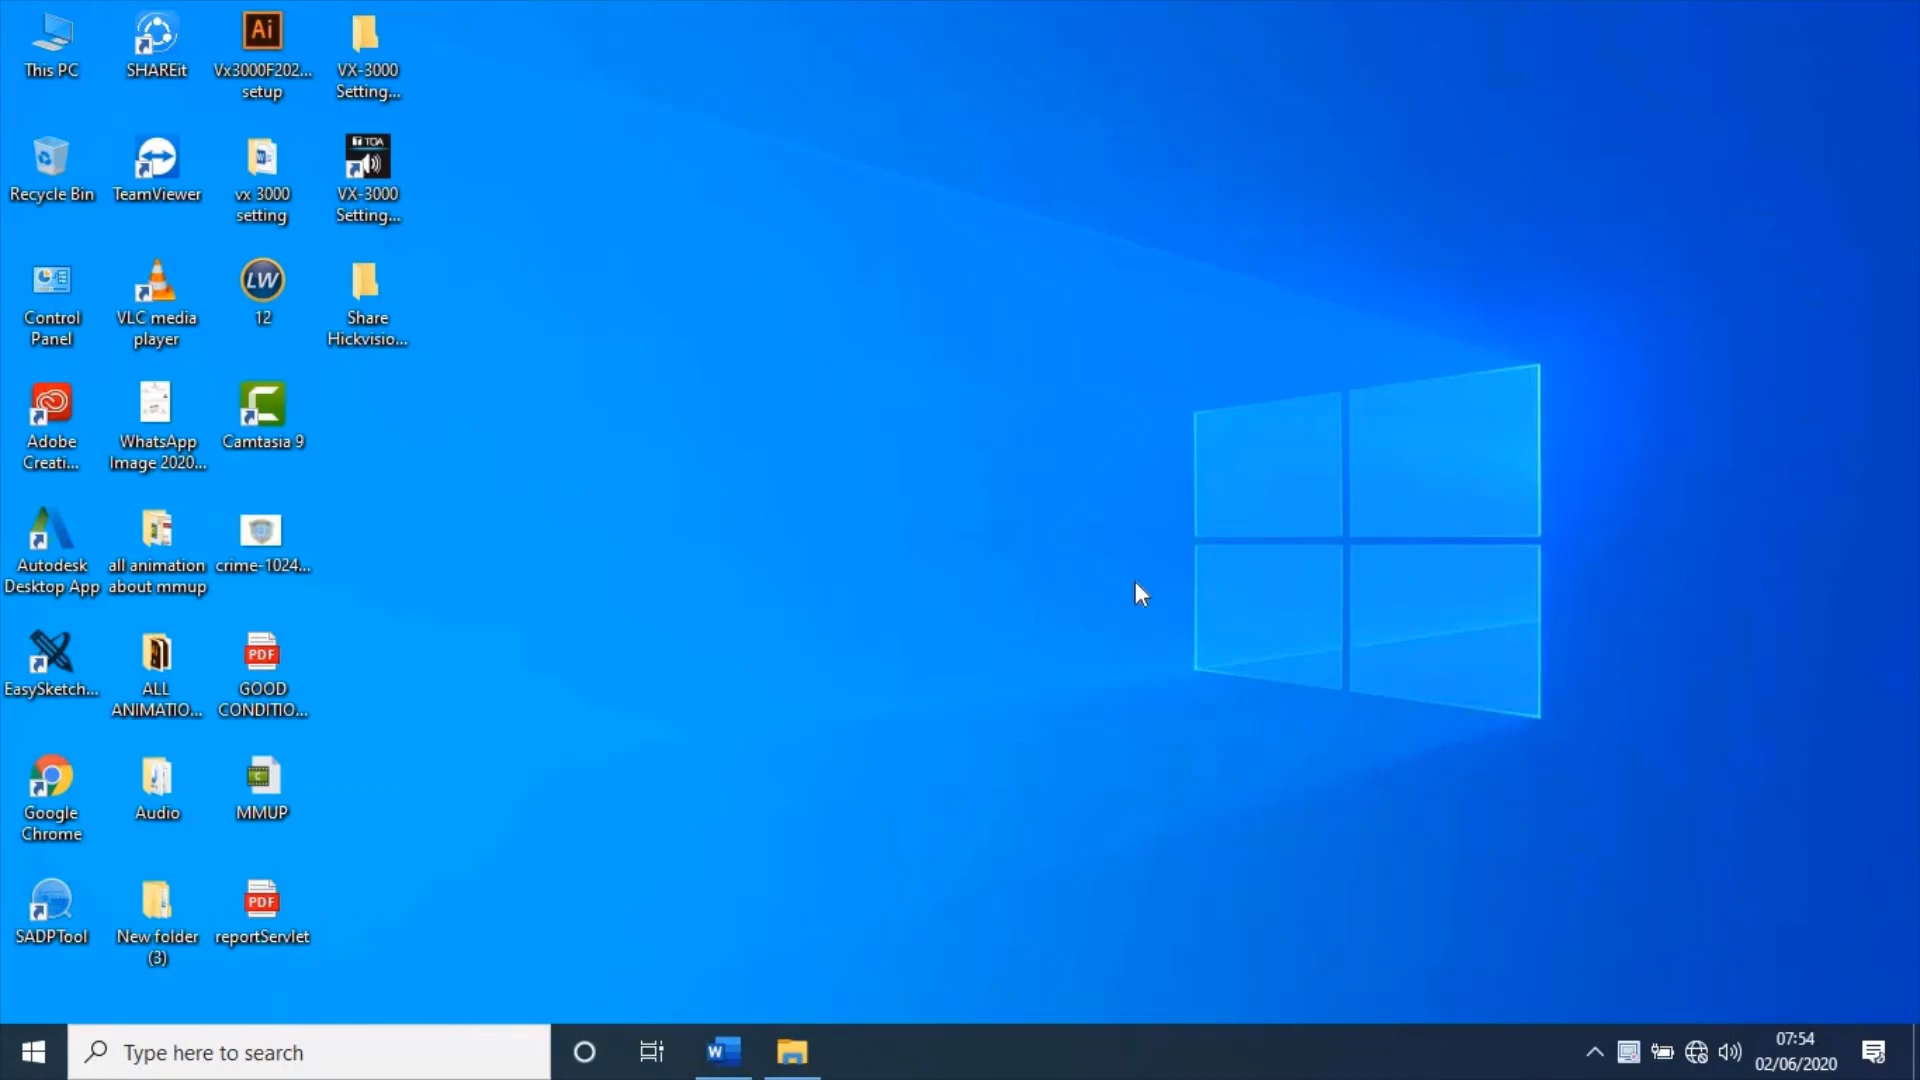 This PC
SHAREit
Ai
Vx3000F202...
setup
VX-3000
Setting...
Recycle Bin
TeamViewer
vx 3000
setting
TOA
VX-3000
Setting...
Control
Panel
VLC media
player
LW
12
Share
Hickvisio...
Adobe
Creati...
WhatsApp
Image 2020...
Camtasia 9
Autodesk
Desktop App
all animation
about mmup
crime-1024...
EasySketch...
ALL
ANIMATIO...
PDF
GOOD
CONDITIO...
Google
Chrome
Audio
C
MMUP
SADPTool
New folder
(3)
PDF
reportServlet
Type here to search
W
07:54
02/06/2020